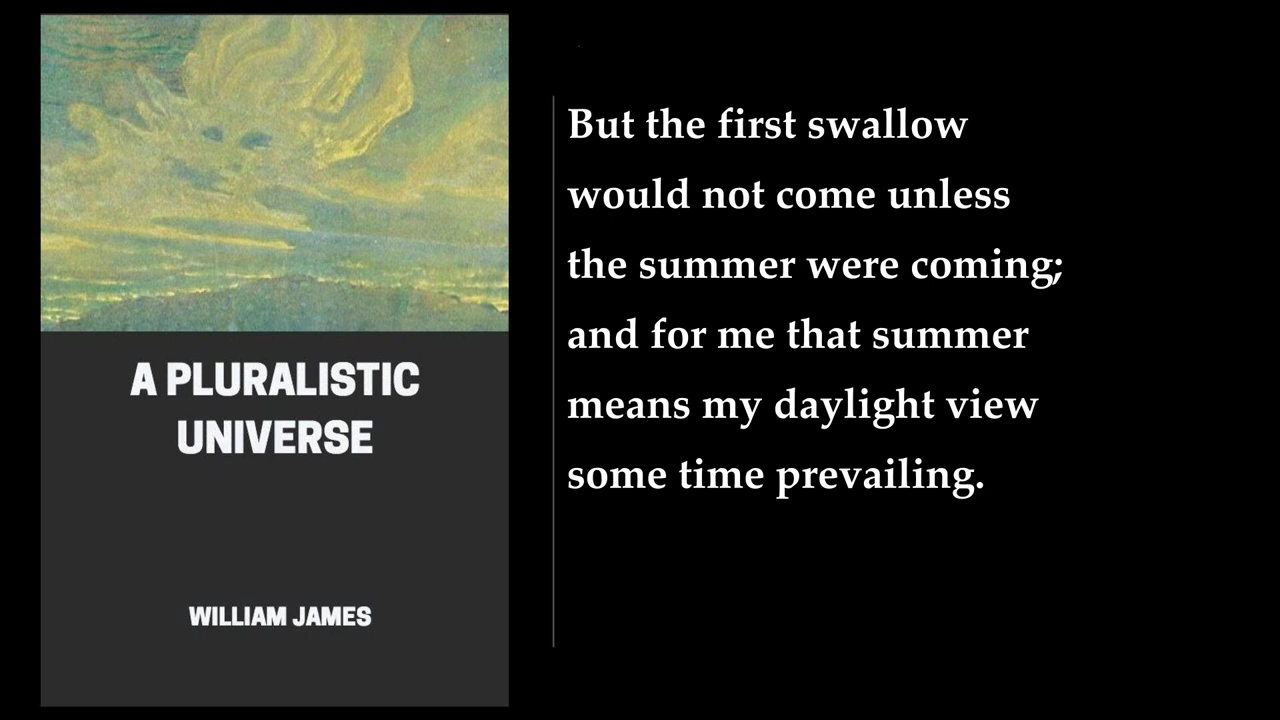 A PLURALISTIC
UNIVERSE
WILLIAM JAMES
But the first swallow
would not come unless
the summer were coming;
and for me that summer
means my daylight view
some time prevailing.